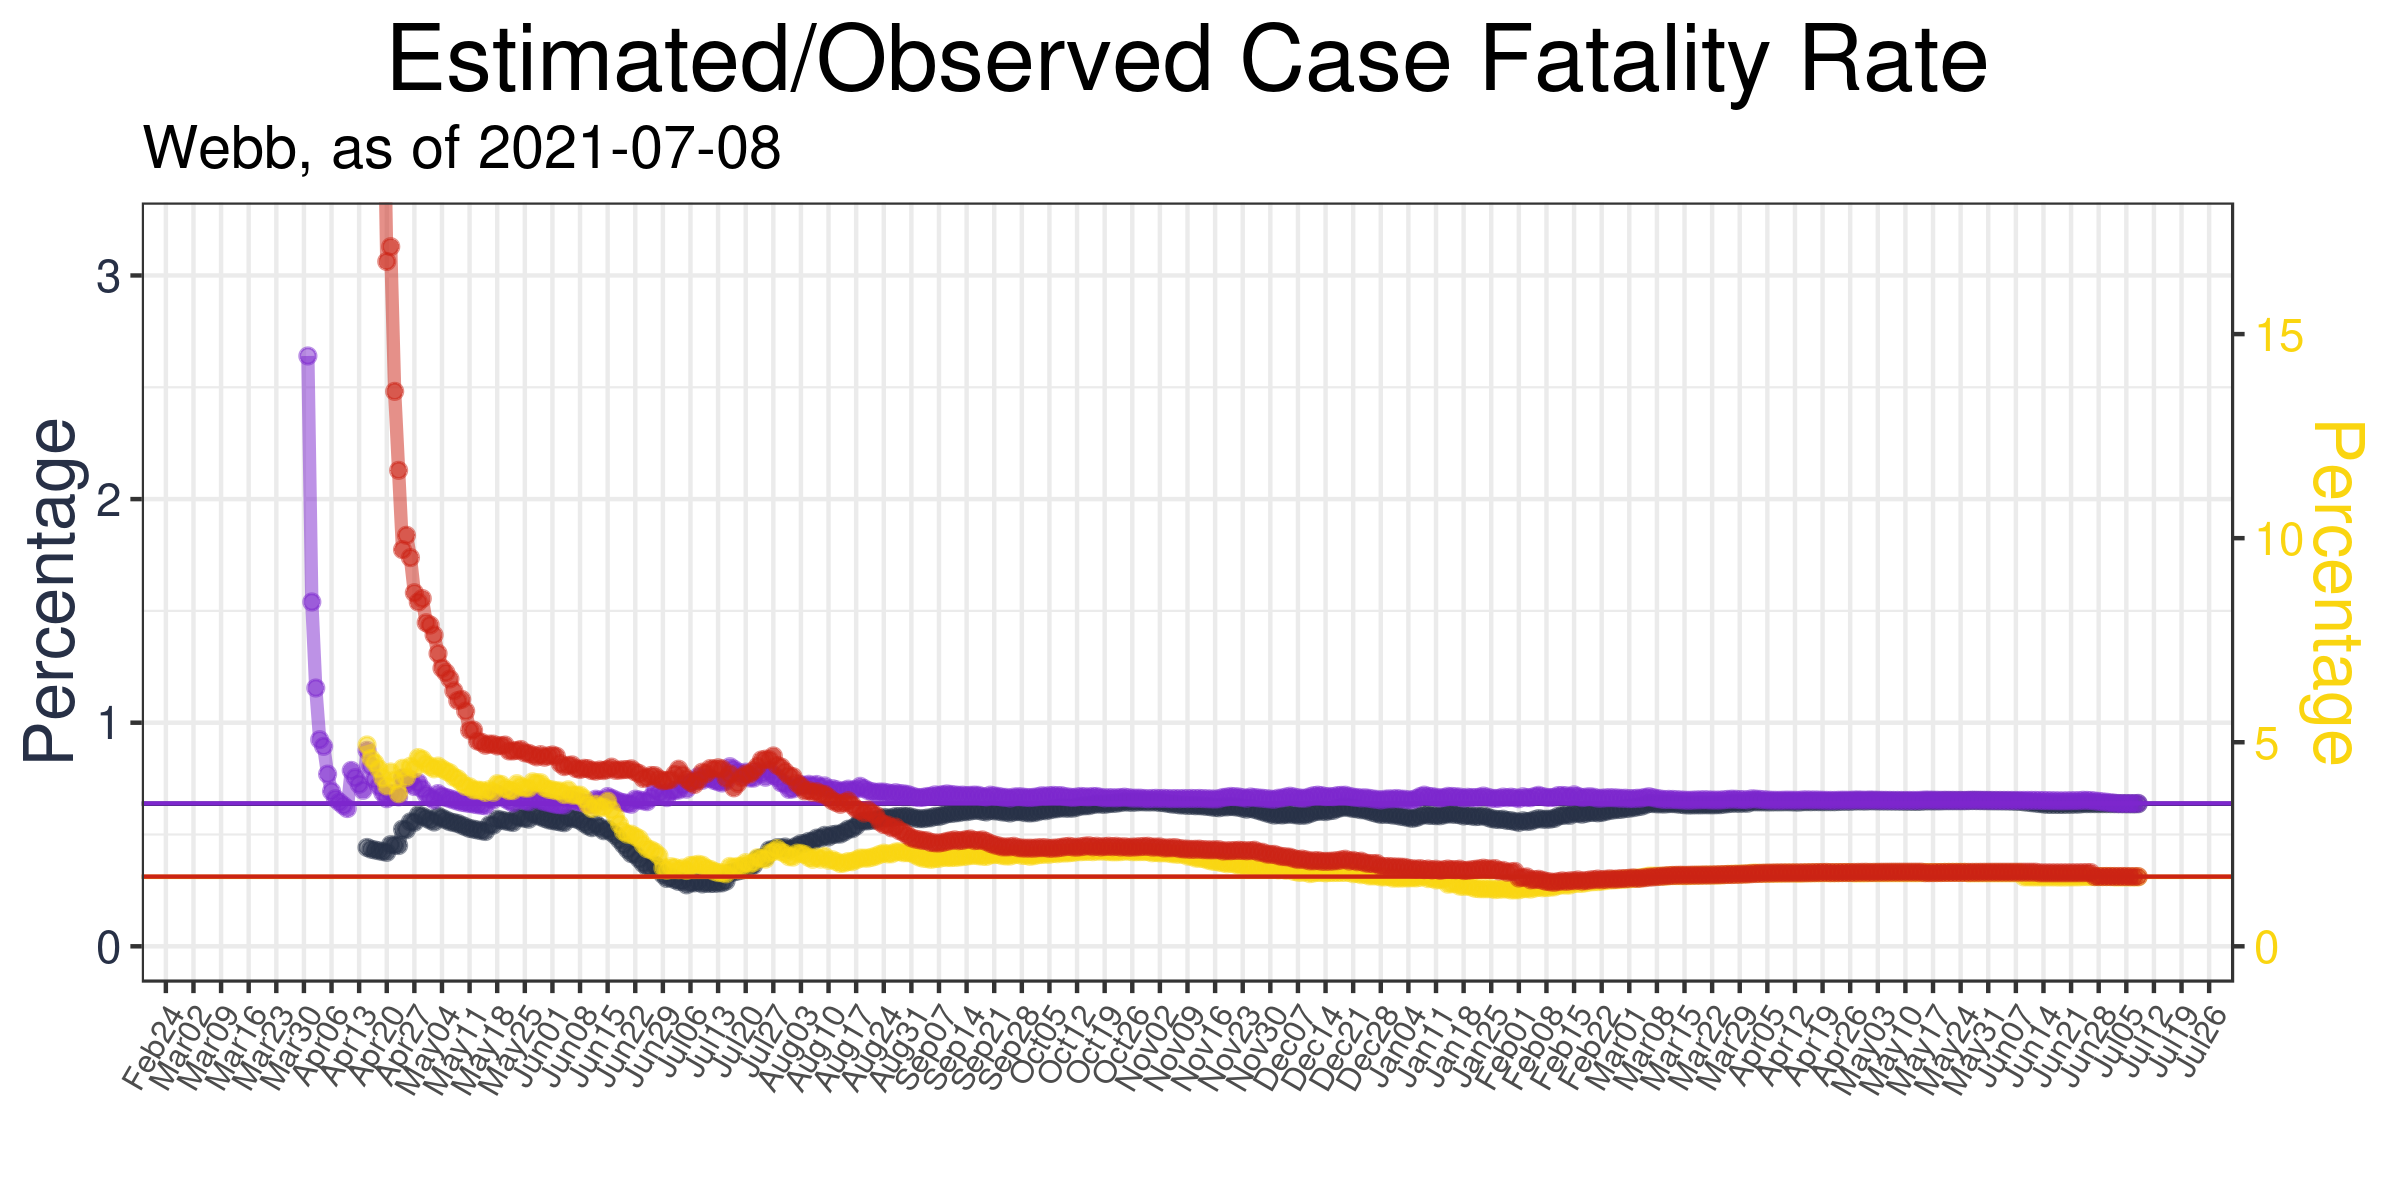 Estimated/Observed Case Fatality Rate
Webb, as of 2021-07-08
Percentage
3
2
1
0
15
10
5
0
Percentage
Feb24
Mar02
Mar09
Mar16
Mar23
Mar30
Apr06
Apr13
Apr20
Apr27
May04
May11
May18
May25
Jun01
Jun08
Jun15
Jun22
Jun29
Jul06
Jul13
Jul20
Jul27
Aug03
Aug10
Aug17
Aug24
Aug31
Sep07
Sep14
Sep21
Sep28
Oct05
Oct12
Oct19
Oct26
Nov02
Nov09
Nov16
Nov23
Nov30
Dec07
Dec14
Dec21
Dec28
Jan04
Jan11
Jan18
Jan25
Feb01
Feb08
Feb15
Feb22
Mar01
Mar08
Mar15
Mar22
Mar29
Apr05
Apr12
Apr19
Apr26
May03
May10
May17
May24
May31
Jun07
Jun14
Jun21
Jun28
Jul05
Jul12
Jul19
Jul26